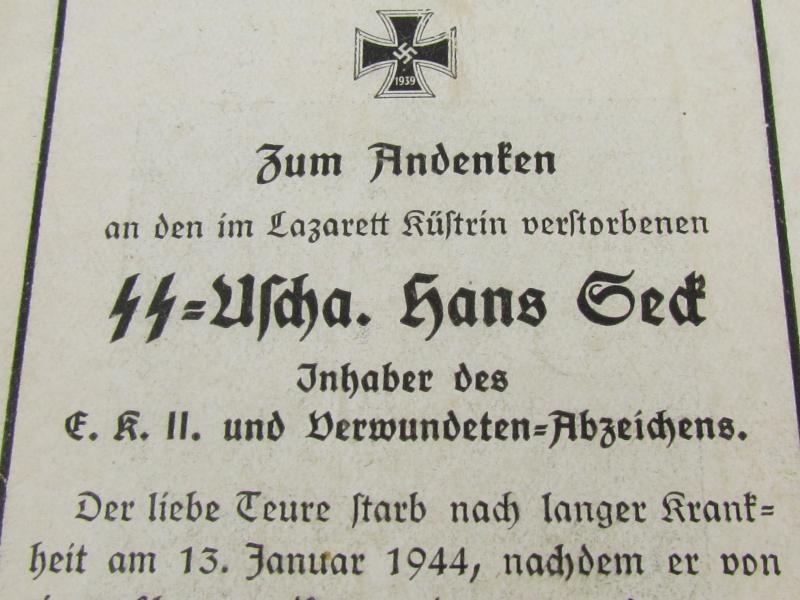 1939
Zum Andenken
an den im Lazarett Küstrin verstorbenen
SS=Uscha. Hans Seck
Inhaber des
E. K. II. und Verwundeten=Abzeichens.
Der liebe Teure starb nach langer Krank=
heit am 13. Januar 1944, nachdem er von